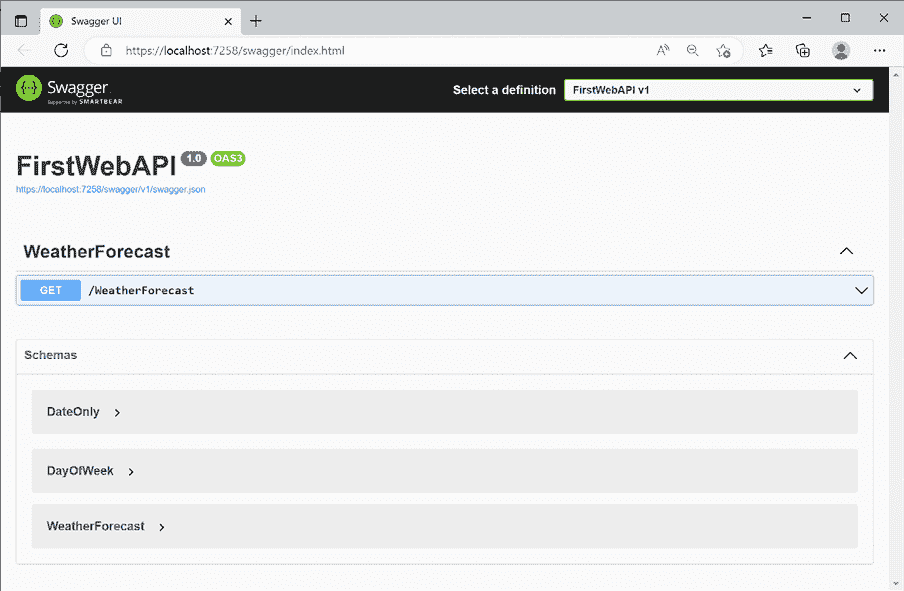 Swagger UI
https://localhost:7258/swagger/index.html
Swagger
Supported by SMARTBEAR
Select a definition
FirstWebAPI v1
FirstWebAPI 1.0 OAS3
https://localhost:7258/swagger/v1/swagger.json
WeatherForecast
GET /WeatherForecast
Schemas
DateOnly
DayOfWeek
WeatherForecast